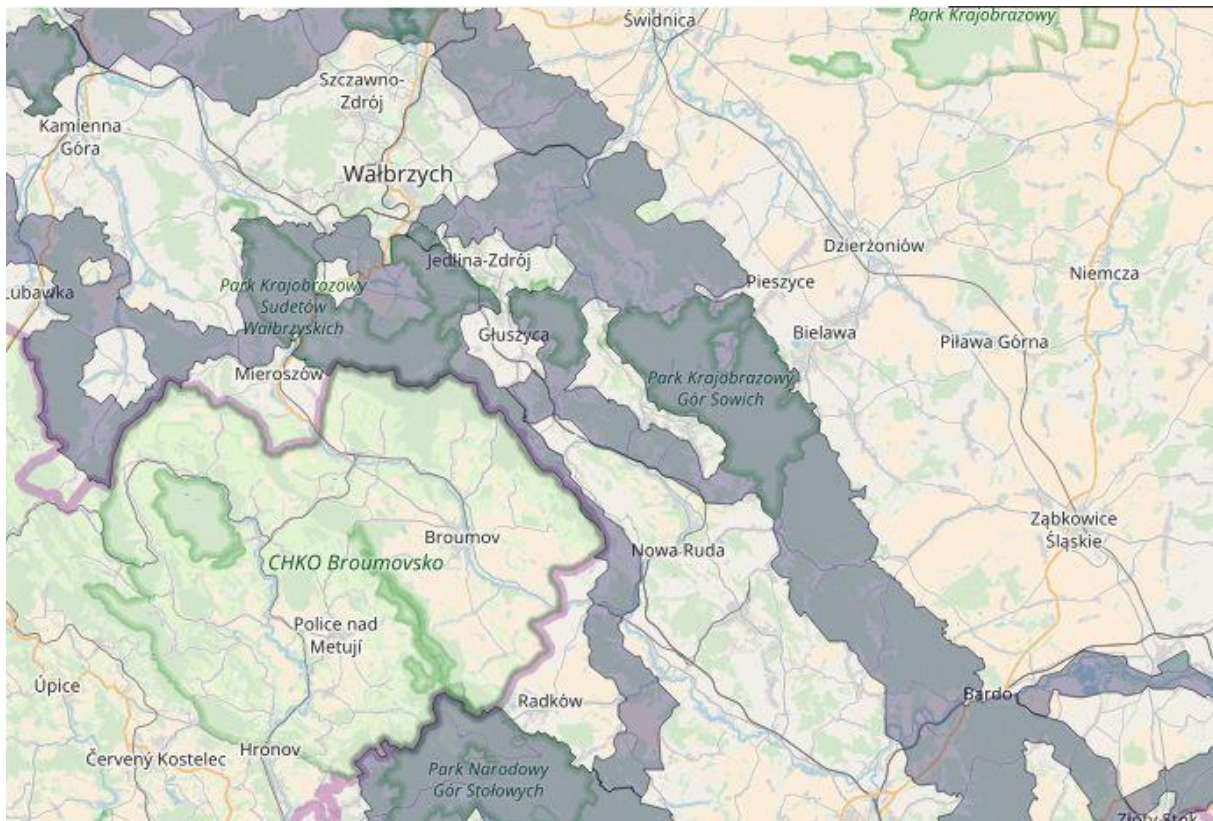 Świdnica
Park Krajobrazowy
Szczawno-
Zdrój
Kamienna
Góra
Wałbrzych
Dzierżoniów
Jedlina-Zdrój
Niemcza
Pieszyce
Lubawka
Park Krajobrazowy
Sudetów
Wałbrzyskich
Głuszyca
Bielawa
Piława Górna
Mieroszów
Park Krajobrazowy
Gór Sowich
Ząbkowice
Śląskie
Broumov
Nowa Ruda
CHKO Broumovsko
Police nad
Metují
Úpice
Radków
Bardo
Hronov
Červený Kostelec
Park Narodowy
Gór Stołowych
Złoty Stok